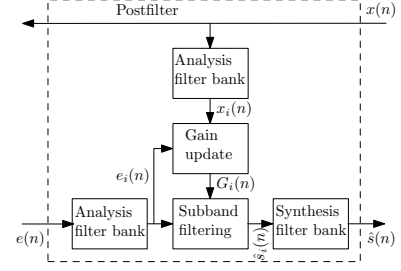 Postfilter
x(n)
Analysis
filter bank
x_i(n)
Gain
update
e_i(n)
G_i(n)
Analysis
filter bank
Subband
filtering
Synthesis
filter bank
e(n)
ŝ_i(n)
ŝ(n)